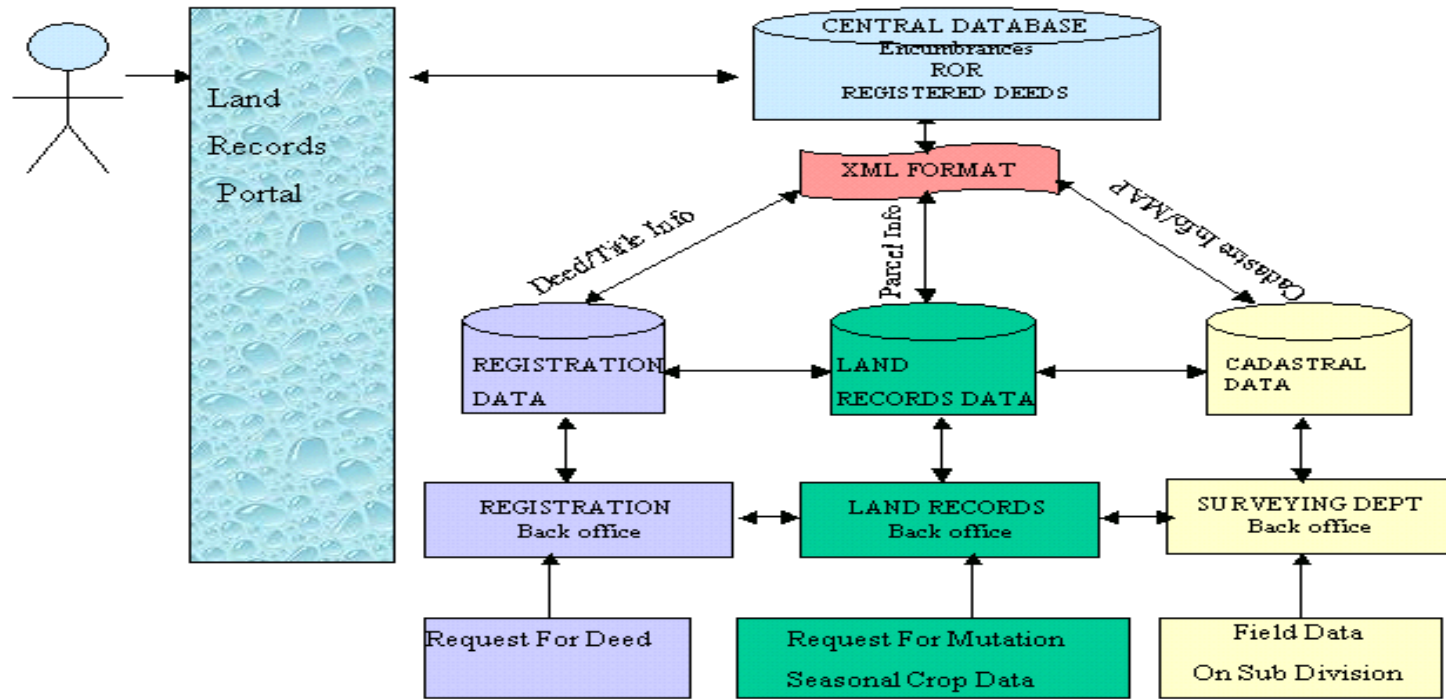 Land
Records
Portal
CENTRAL DATABASE
Encumbrances
ROR
REGISTERED DEEDS
XML FORMAT
Deed/Title Info
Parcel Info
Cadastre Info/MAP
REGISTRATION
DATA
LAND
RECORDS DATA
CADASTRAL
DATA
REGISTRATION
Back office
LAND RECORDS
Back office
SURVEYING DEPT
Back office
Request For Deed
Request For Mutation
Seasonal Crop Data
Field Data
On Sub Division